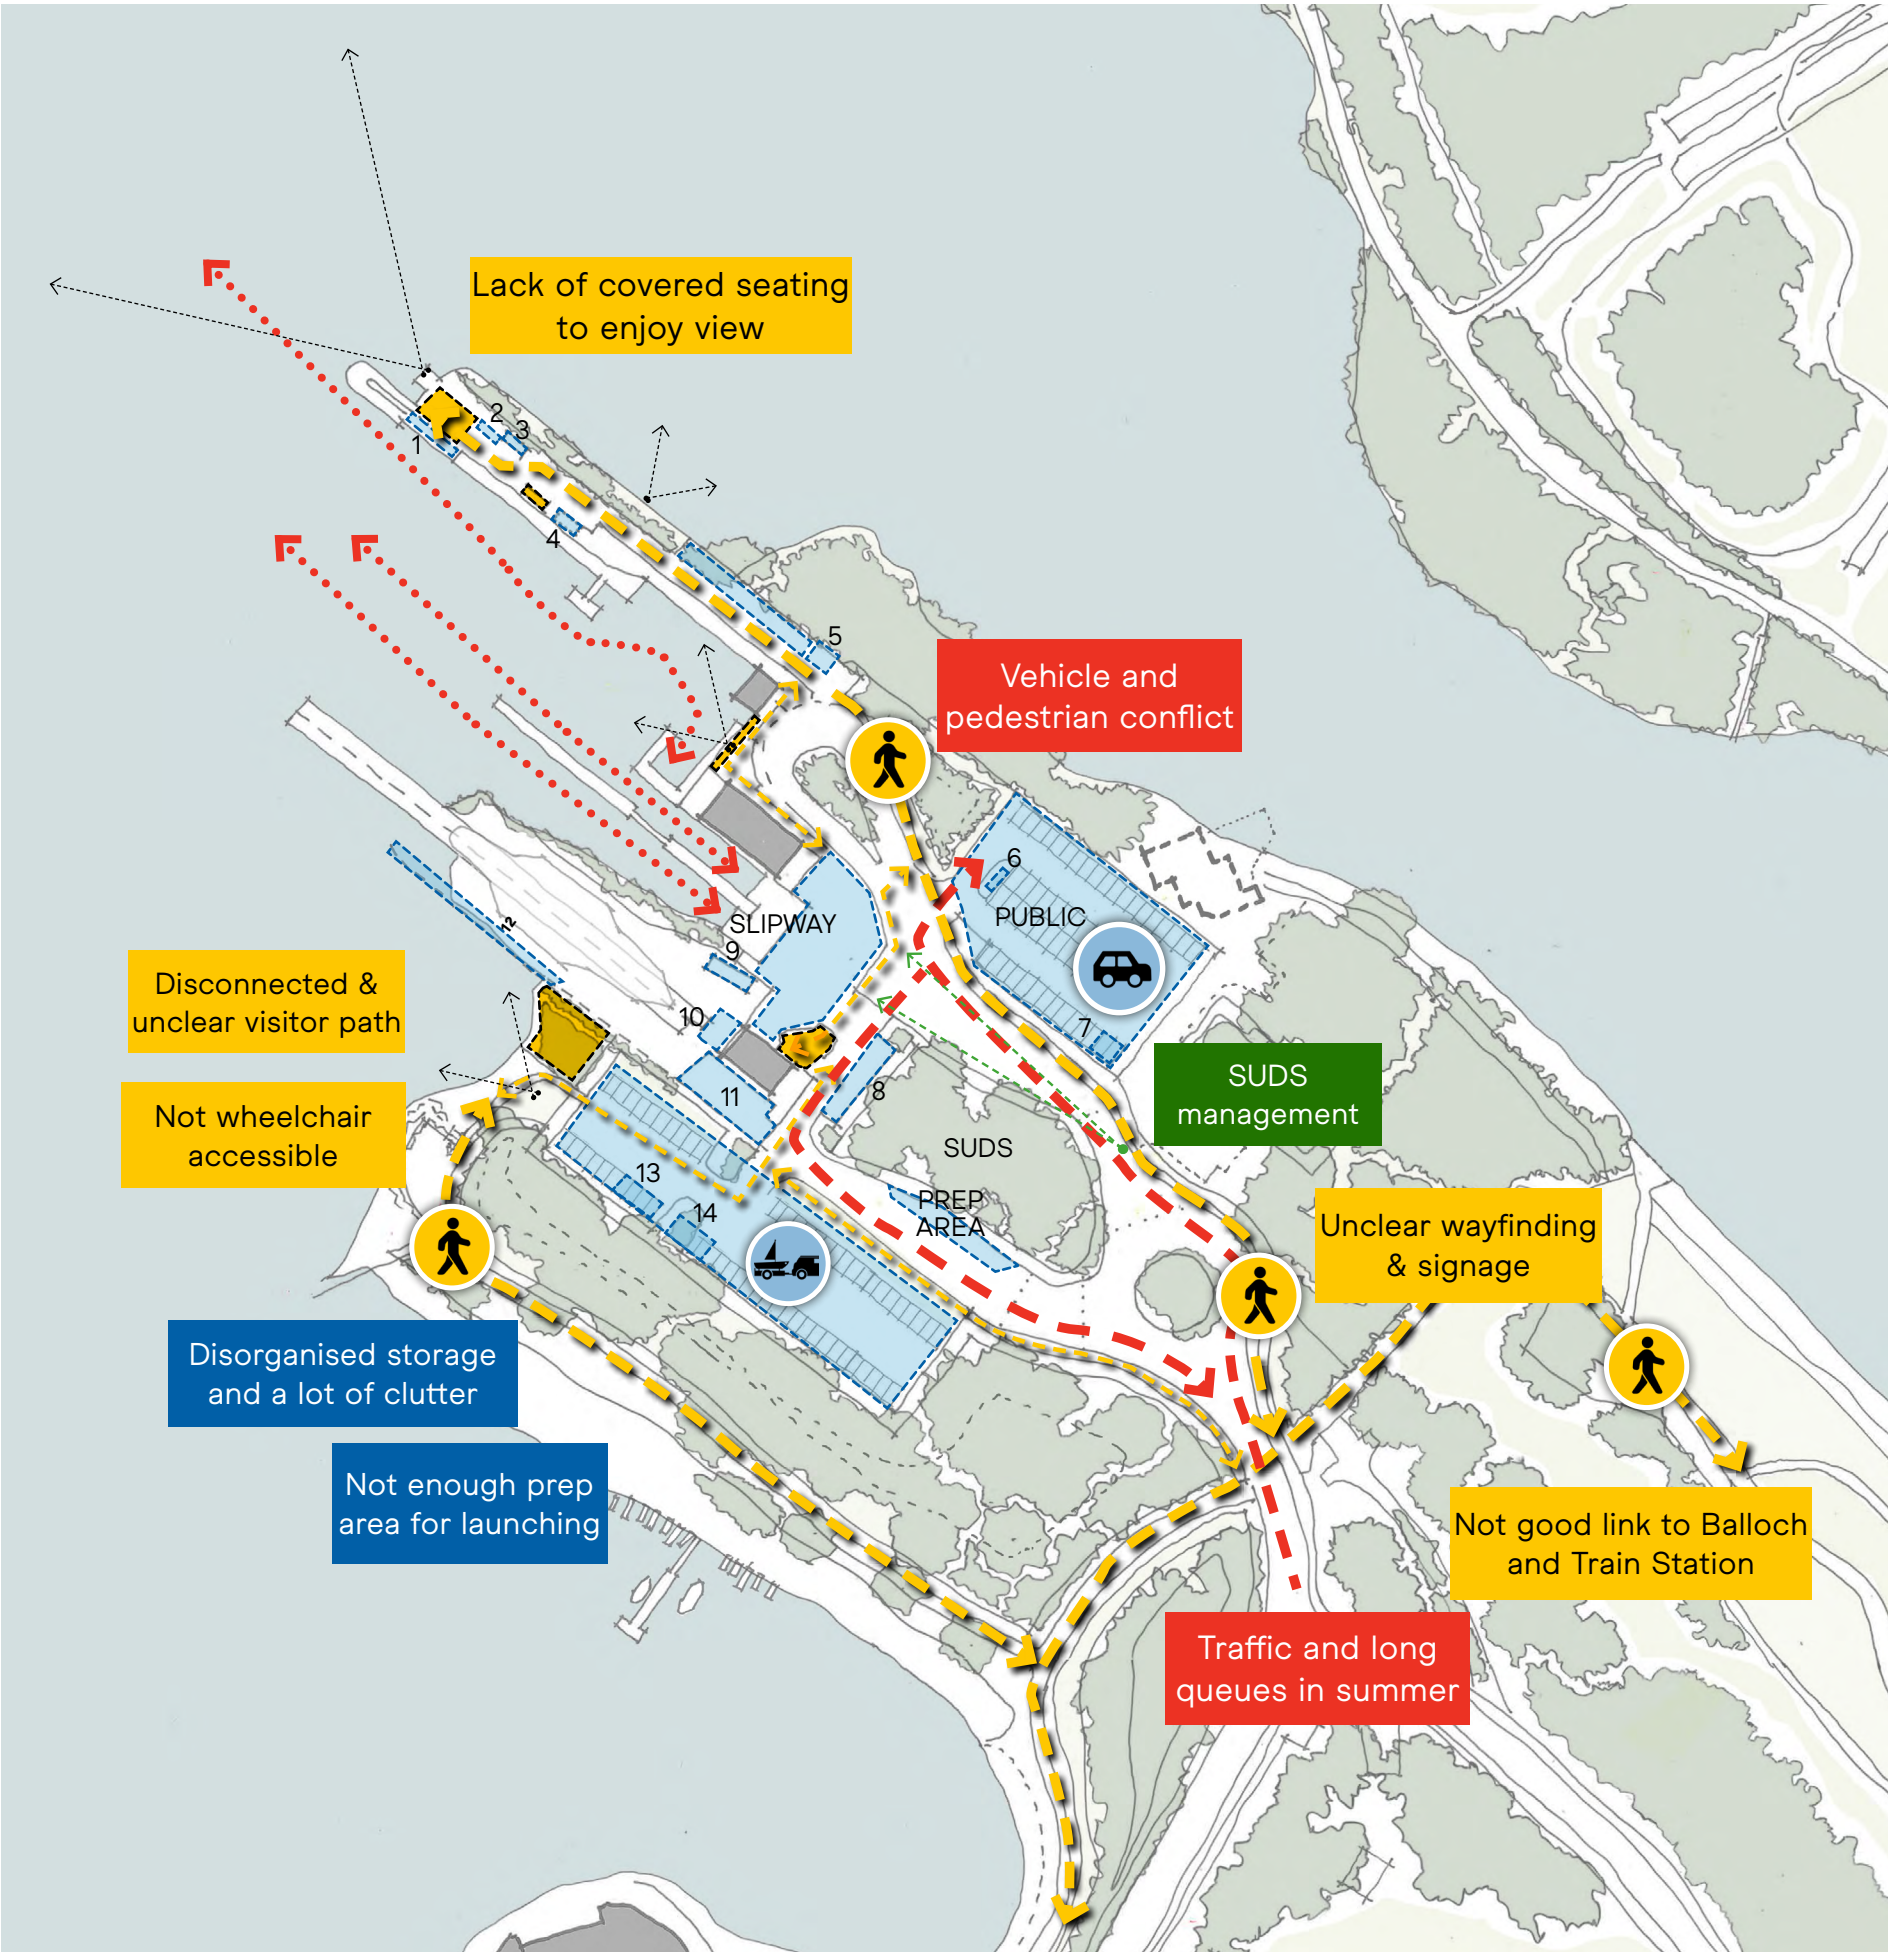 Lack of covered seating
to enjoy view
1
2
3
4
5
Vehicle and
pedestrian conflict
6
PUBLIC
7
SLIPWAY
9
12
10
11
8
Disconnected &
unclear visitor path
Not wheelchair
accessible
SUDS
management
SUDS
PREP
AREA
13
14
Unclear wayfinding
& signage
Disorganised storage
and a lot of clutter
Not enough prep
area for launching
Not good link to Balloch
and Train Station
Traffic and long
queues in summer